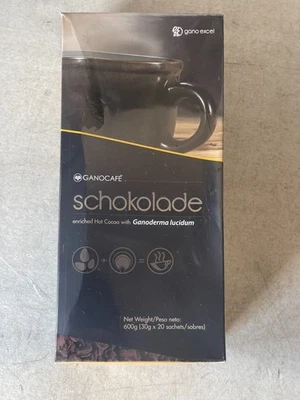 gano excel
GANOCAFÉ
schokolade
enriched Hot Cocoa with Ganoderma lucidum
Net Weight/Peso neto:
600g (30g x 20 sachets/sobres)